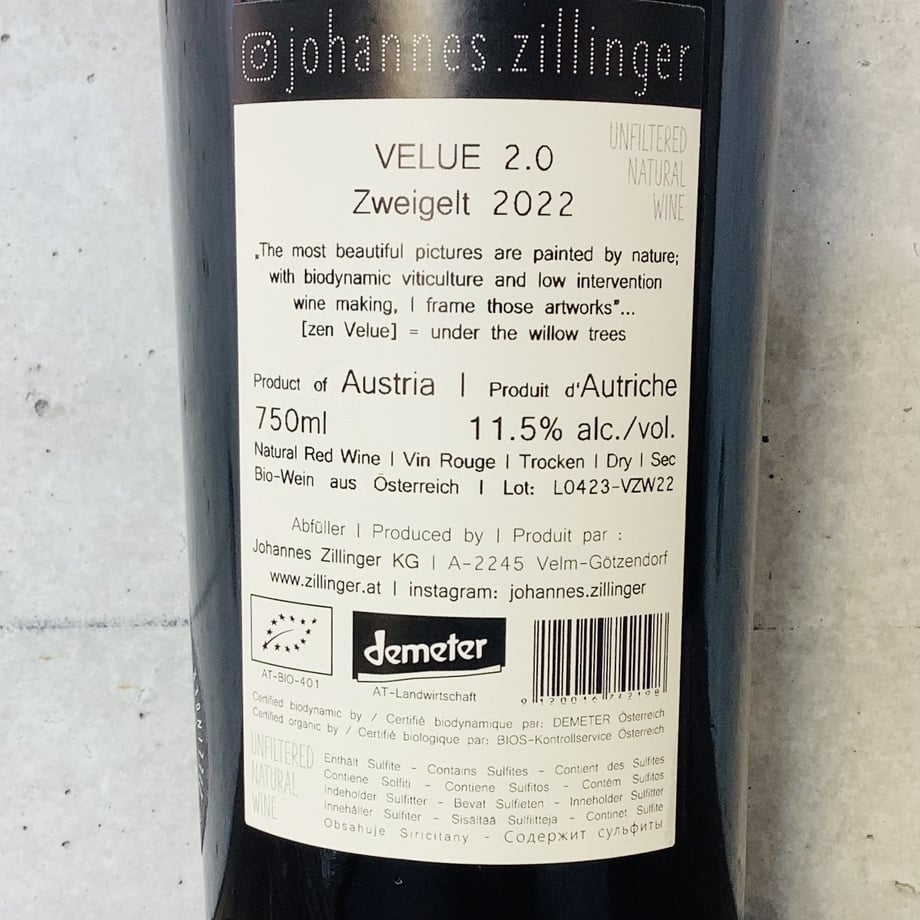 @johannes.zillinger
UNFILTERED
NATURAL
WINE
VELUE 2.0
Zweigelt 2022
„The most beautiful pictures are painted by nature;
with biodynamic viticulture and low intervention
wine making, I frame those artworks"...
[zen Velue] = under the willow trees
Product of Austria | Produit d'Autriche
750ml 11.5% alc./vol.
Natural Red Wine | Vin Rouge | Trocken | Dry | Sec
Bio-Wein aus Österreich | Lot: L0423-VZW22
Abfüller | Produced by | Produit par :
Johannes Zillinger KG | A-2245 Velm-Götzendorf
www.zillinger.at | instagram: johannes.zillinger
demeter
AT-BIO-401 AT-Landwirtschaft
Certified biodynamic by / Certifié biodynamique par: DEMETER Österreich
Certified organic by / Certifié biologique par: BIOS-Kontrollservice Österreich
UNFILTERED
NATURAL
WINE
Enthält Sulfite - Contains Sulfites - Contient des Sulfites
Contiene Solfiti - Contiene Sulfitos - Contém Sulfitos
Indeholder Sulfitter - Bevat Sulfieten - Inneholder Sulfitter
Innehåller Sulfiter - Sisältää Sulfiitteja - Continet Sulfite
Obsahuje Siricitany - Содержит сульфиты